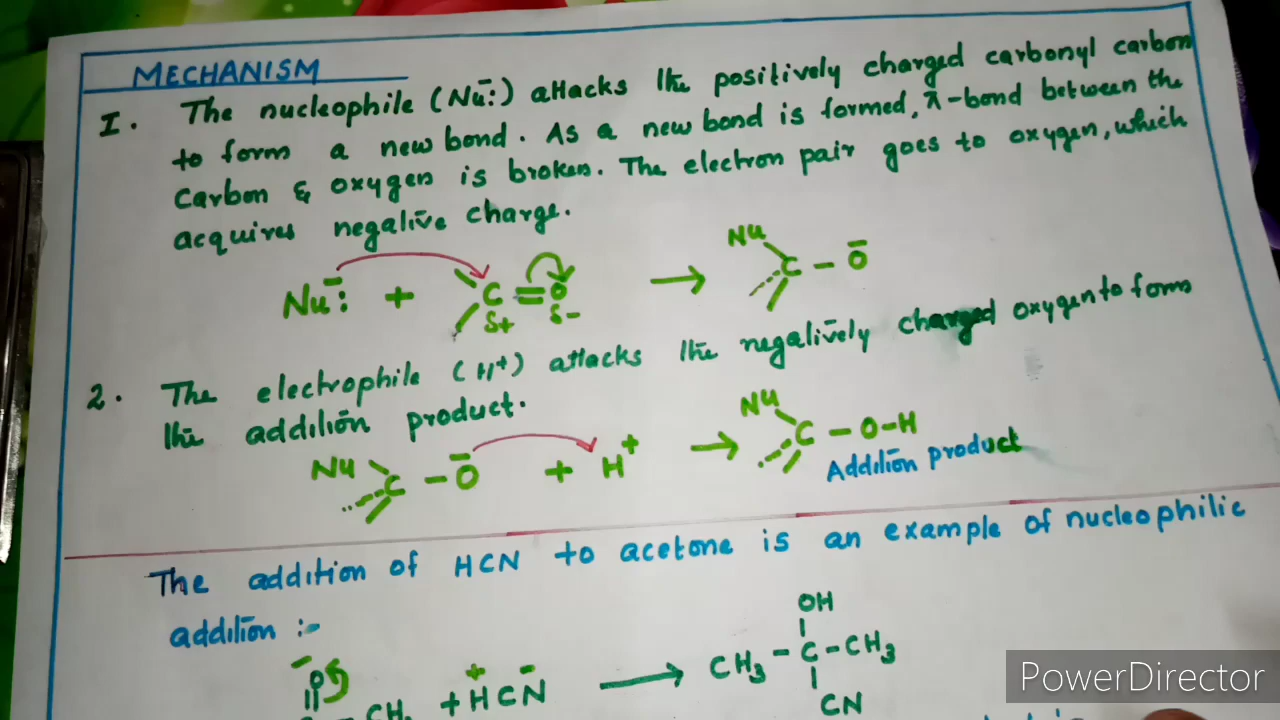 MECHANISM
I. The nucleophile (Nū:) attacks the positively charged carbonyl carbon
to form a new bond. As a new bond is formed, π-bond between the
Carbon & oxygen is broken. The electron pair goes to oxygen, which
acquires negative charge.
Nu
Nū: + C=O → C-Ō
δ+ δ-
2. The electrophile (H+) attacks the negatively charged oxygen to form
the addition product.
Nu
Nu C-Ō + H+ → C-O-H
Addition product
The addition of HCN to acetone is an example of nucleophilic
addition :-
OH
O
CH3-C-CH3
+ HCN →
CN
PowerDirector